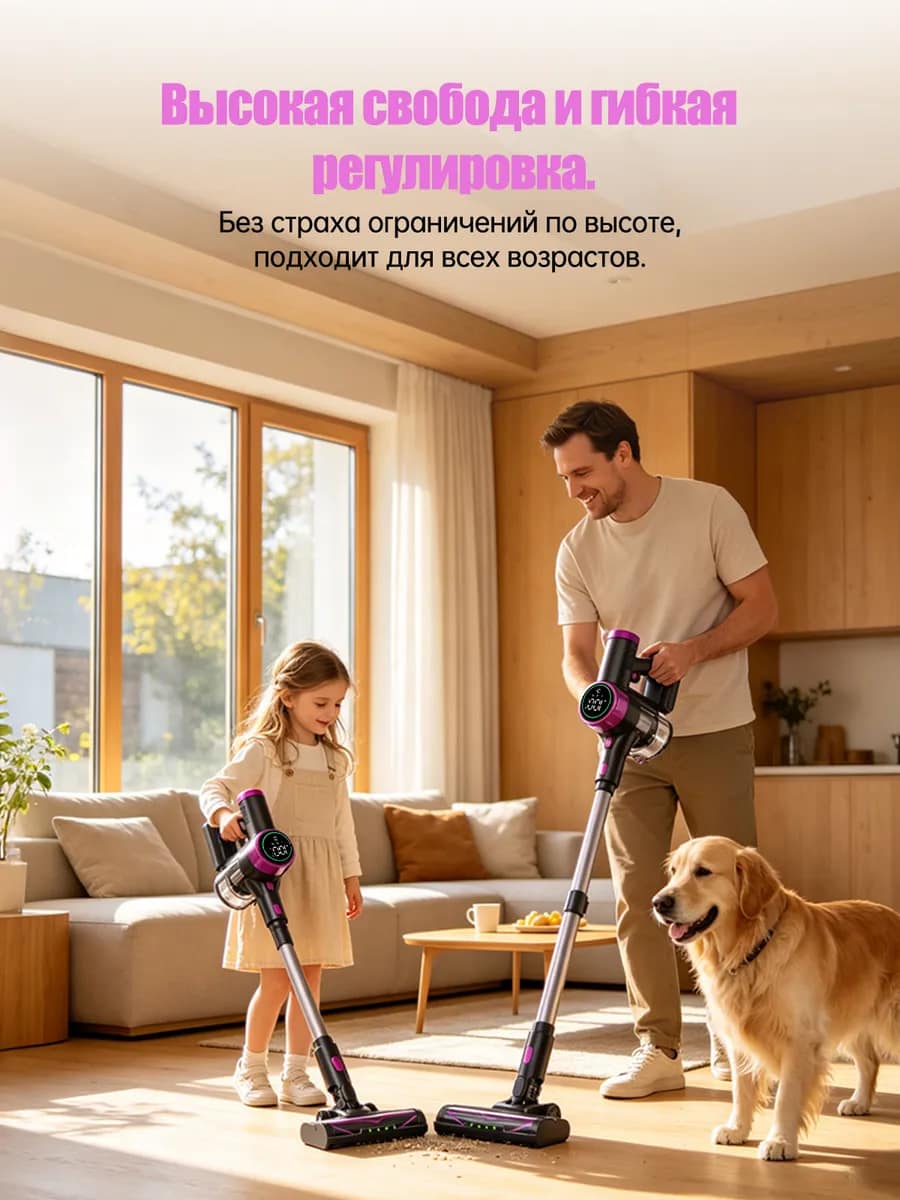 Высокая свобода и гибкая
регулировка.
Без страха ограничений по высоте,
подходит для всех возрастов.